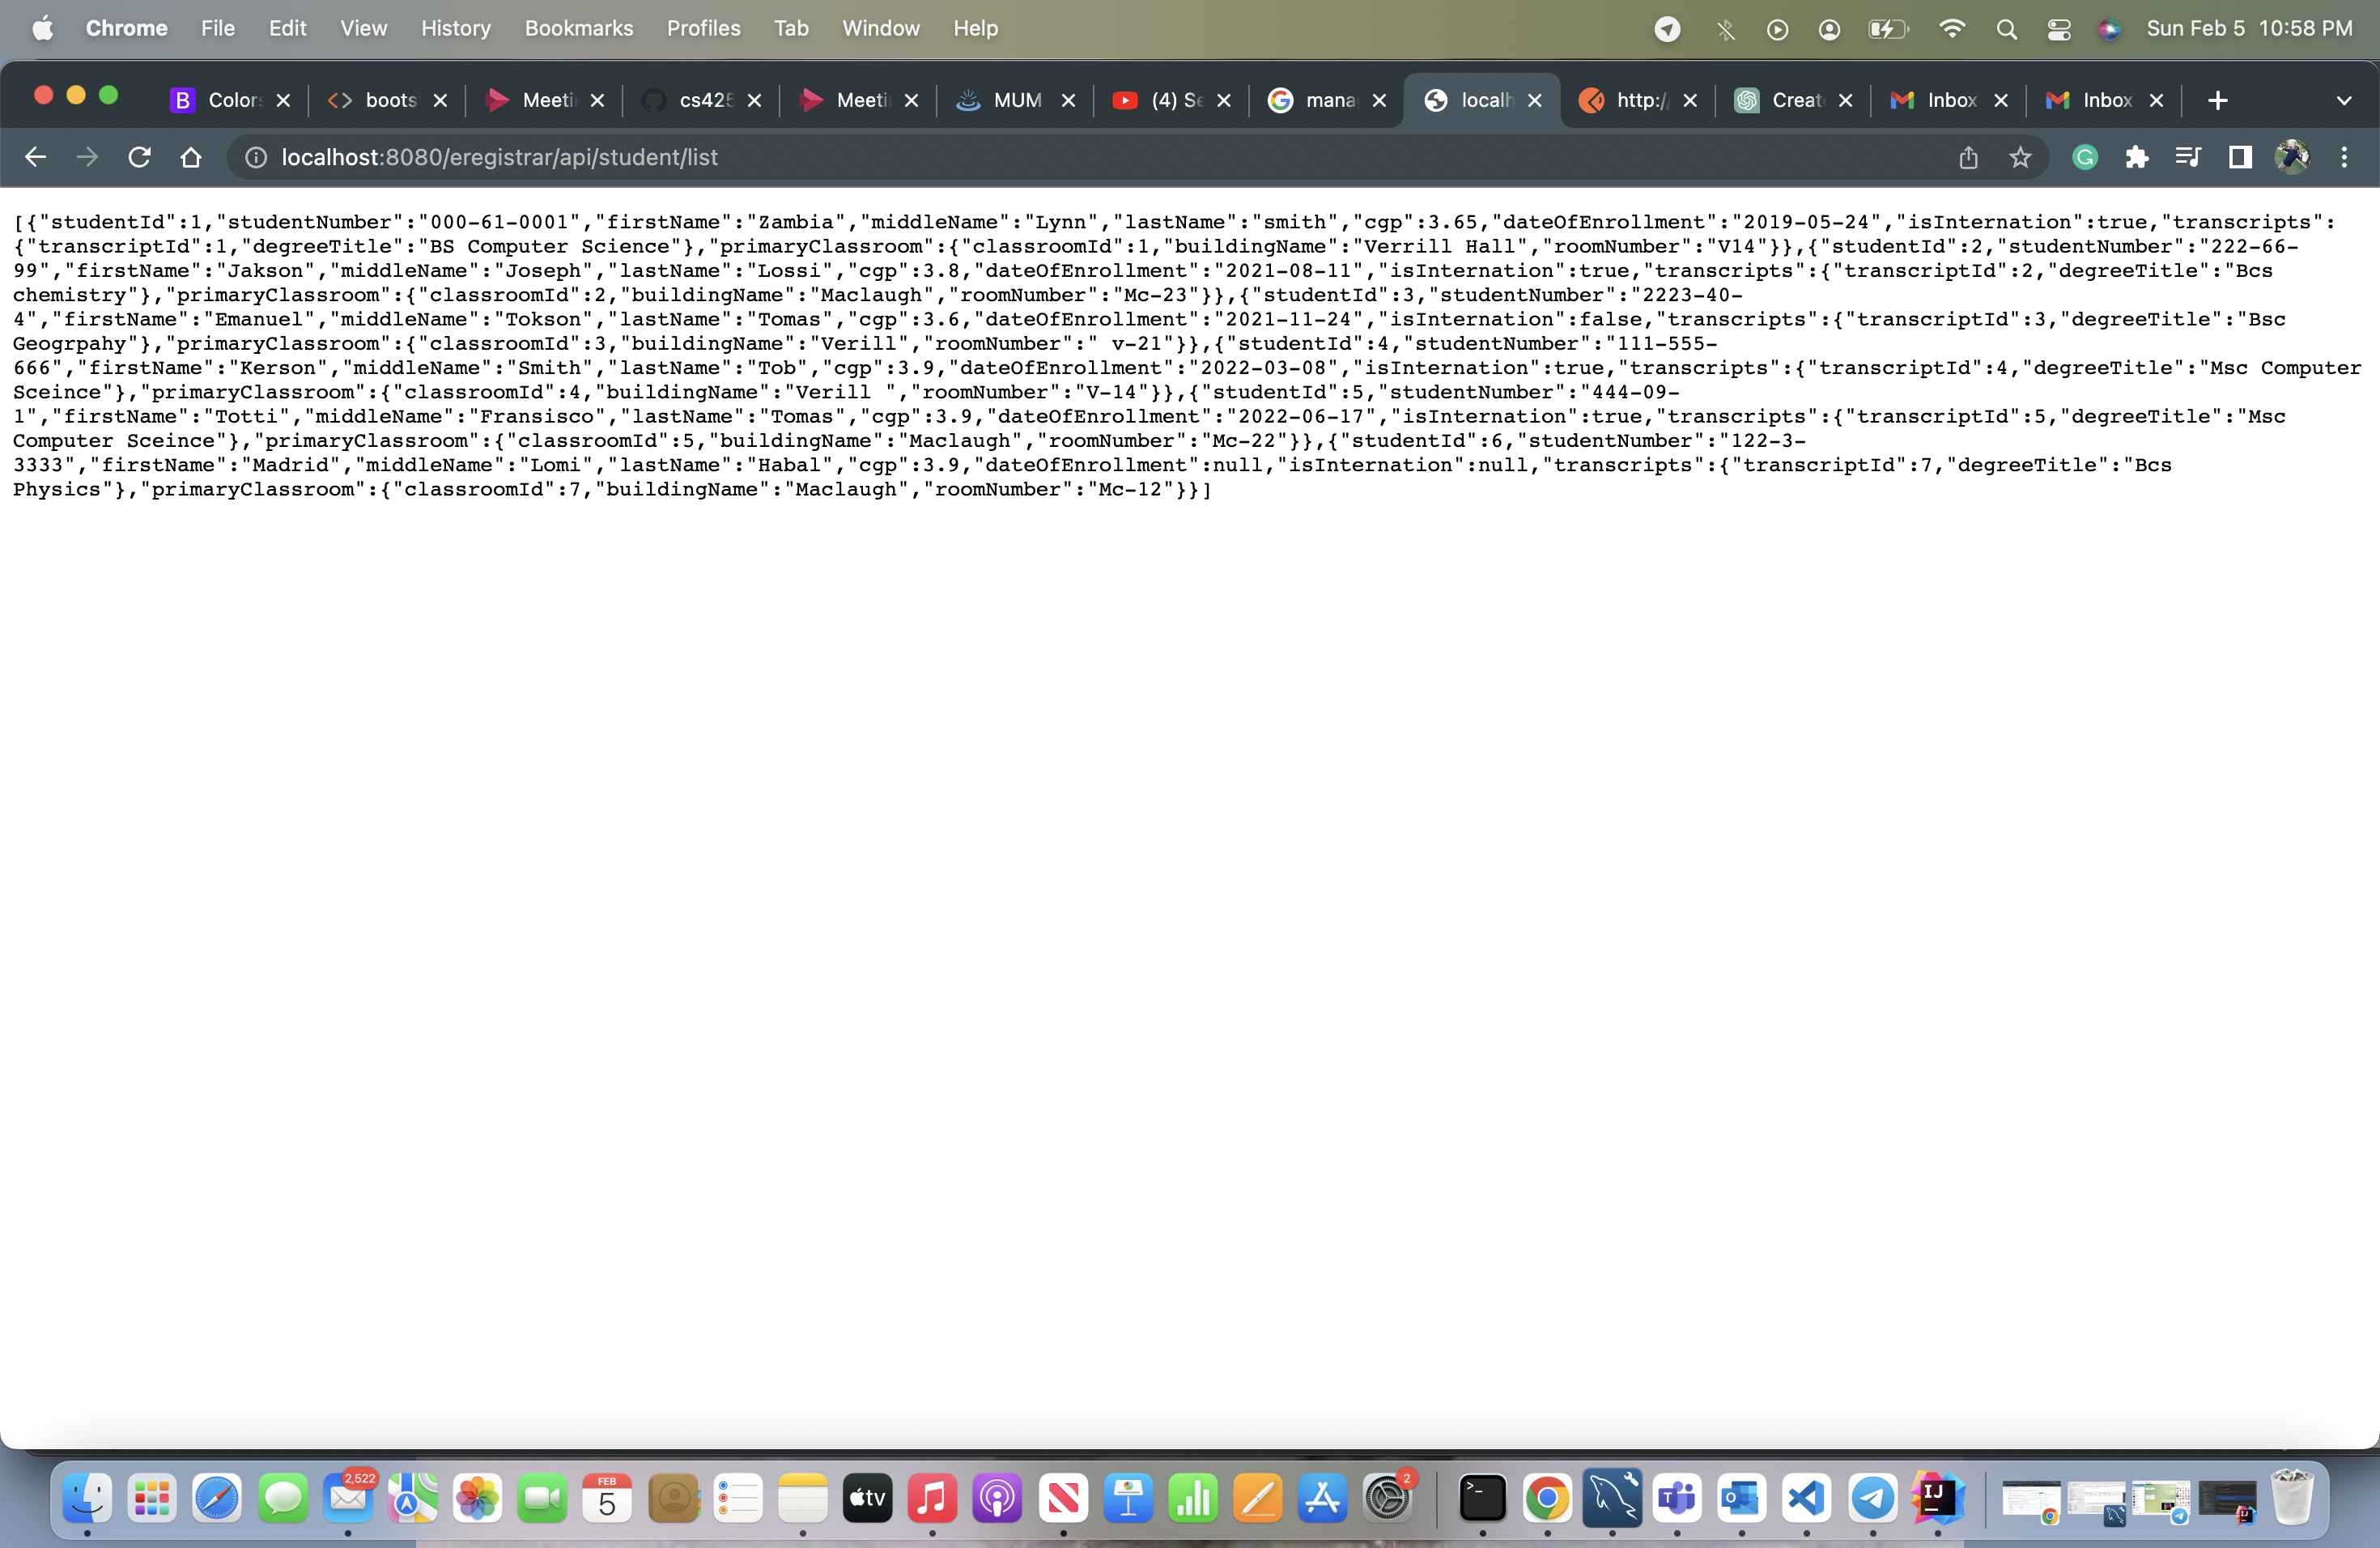 Chrome File Edit View History Bookmarks Profiles Tab Window Help Sun Feb 5 10:58 PM
B Color boots Meeti cs425 Meeti MUM (4) Se mana localh http:/ Creat Inbox Inbox
localhost:8080/eregistrar/api/student/list
[{"studentId":1,"studentNumber":"000-61-0001","firstName":"Zambia","middleName":"Lynn","lastName":"smith","cgp":3.65,"dateOfEnrollment":"2019-05-24","isInternation":true,"transcripts":
{"transcriptId":1,"degreeTitle":"BS Computer Science"},"primaryClassroom":{"classroomId":1,"buildingName":"Verrill Hall","roomNumber":"V14"}},{"studentId":2,"studentNumber":"222-66-
99","firstName":"Jakson","middleName":"Joseph","lastName":"Lossi","cgp":3.8,"dateOfEnrollment":"2021-08-11","isInternation":true,"transcripts":{"transcriptId":2,"degreeTitle":"Bcs
chemistry"},"primaryClassroom":{"classroomId":2,"buildingName":"Maclaugh","roomNumber":"Mc-23"}},{"studentId":3,"studentNumber":"2223-40-
4","firstName":"Emanuel","middleName":"Tokson","lastName":"Tomas","cgp":3.6,"dateOfEnrollment":"2021-11-24","isInternation":false,"transcripts":{"transcriptId":3,"degreeTitle":"Bsc
Geogrpahy"},"primaryClassroom":{"classroomId":3,"buildingName":"Verill","roomNumber":" v-21"}},{"studentId":4,"studentNumber":"111-555-
666","firstName":"Kerson","middleName":"Smith","lastName":"Tob","cgp":3.9,"dateOfEnrollment":"2022-03-08","isInternation":true,"transcripts":{"transcriptId":4,"degreeTitle":"Msc Computer
Sceince"},"primaryClassroom":{"classroomId":4,"buildingName":"Verill ","roomNumber":"V-14"}},{"studentId":5,"studentNumber":"444-09-
1","firstName":"Totti","middleName":"Fransisco","lastName":"Tomas","cgp":3.9,"dateOfEnrollment":"2022-06-17","isInternation":true,"transcripts":{"transcriptId":5,"degreeTitle":"Msc
Computer Sceince"},"primaryClassroom":{"classroomId":5,"buildingName":"Maclaugh","roomNumber":"Mc-22"}},{"studentId":6,"studentNumber":"122-3-
3333","firstName":"Madrid","middleName":"Lomi","lastName":"Habal","cgp":3.9,"dateOfEnrollment":null,"isInternation":null,"transcripts":{"transcriptId":7,"degreeTitle":"Bcs
Physics"},"primaryClassroom":{"classroomId":7,"buildingName":"Maclaugh","roomNumber":"Mc-12"}}]
2,522 FEB 5 tv 2 >_ IJ